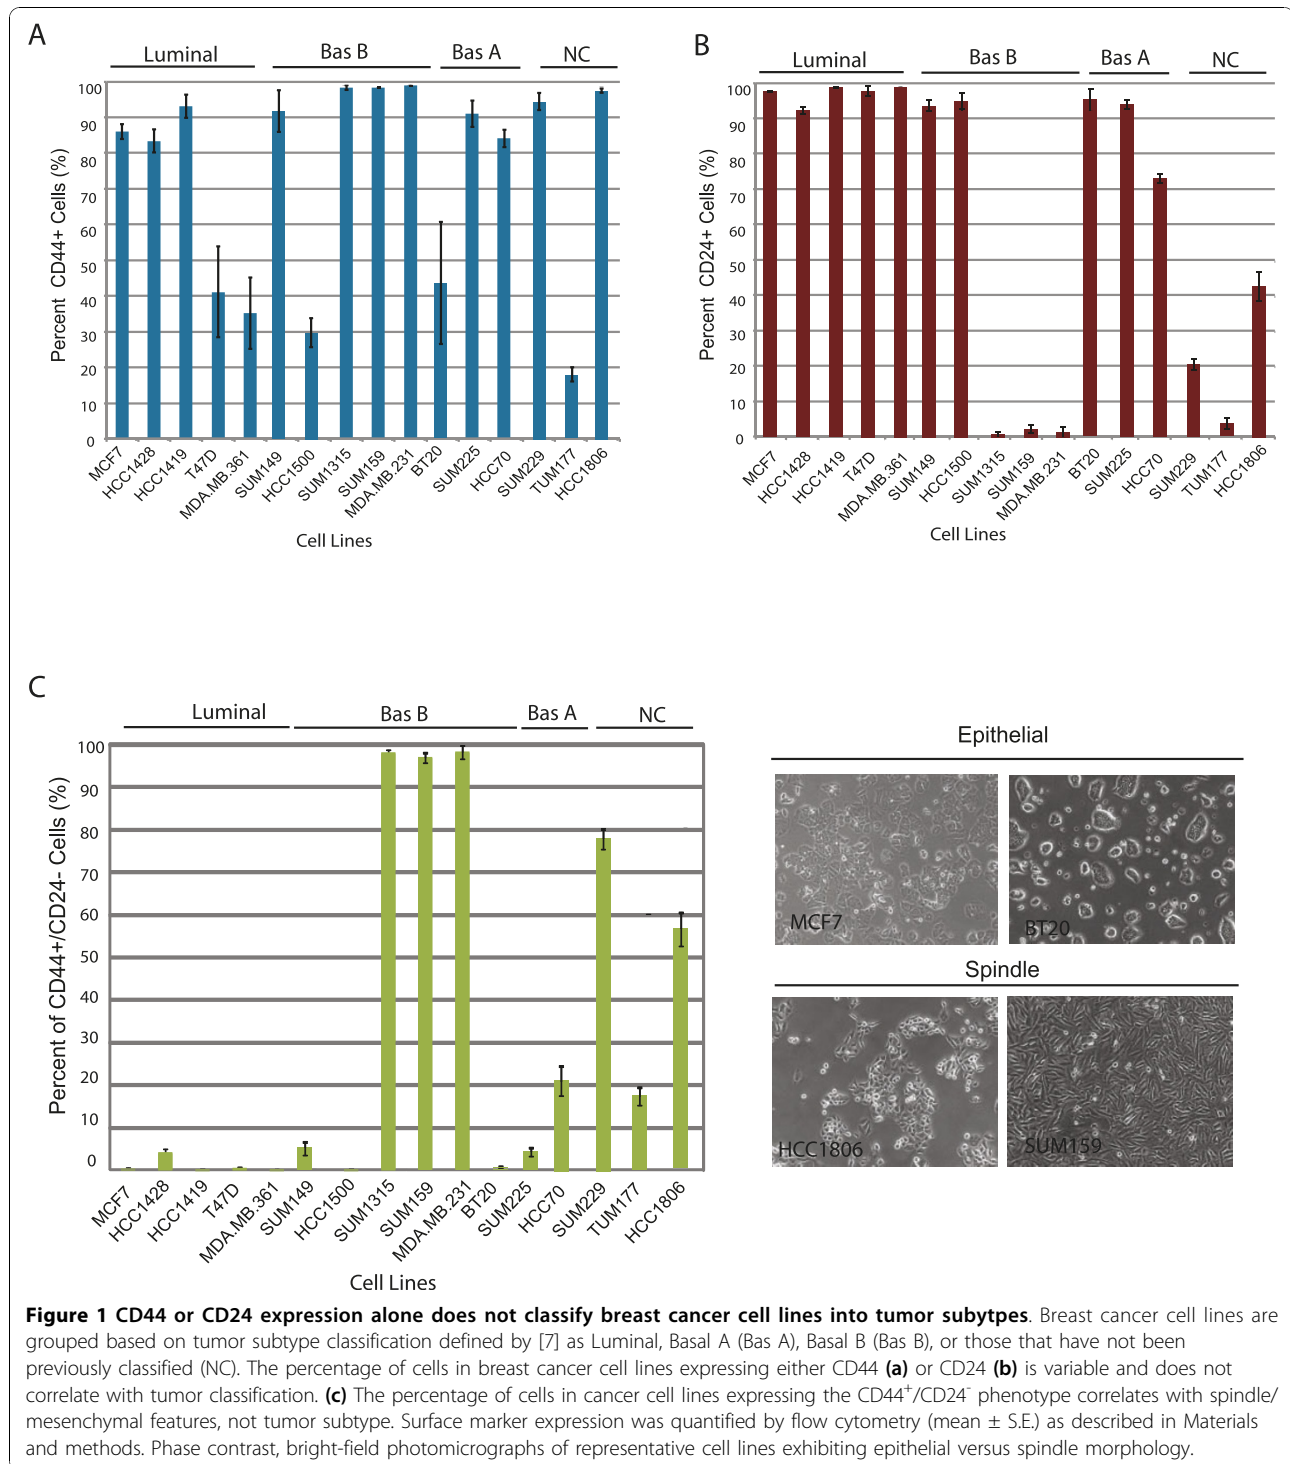 A
Luminal
Bas B
Bas A
NC
Percent CD44+ Cells (%)
100
90
80
70
60
50
40
30
20
10
0
MCF7
HCC1428
HCC1419
T47D
MDA.MB.361
SUM149
HCC1500
SUM1315
SUM159
MDA.MB.231
BT20
SUM225
HCC70
SUM229
TUM177
HCC1806
Cell Lines
B
Luminal
Bas B
Bas A
NC
Percent CD24+ Cells (%)
100
90
80
70
60
50
40
30
20
10
0
MCF7
HCC1428
HCC1419
T47D
MDA.MB.361
SUM149
HCC1500
SUM1315
SUM159
MDA.MB.231
BT20
SUM225
HCC70
SUM229
TUM177
HCC1806
Cell Lines
C
Luminal
Bas B
Bas A
NC
Percent of CD44+/CD24- Cells (%)
100
90
80
70
60
50
40
30
20
10
0
MCF7
HCC1428
HCC1419
T47D
MDA.MB.361
SUM149
HCC1500
SUM1315
SUM159
MDA.MB.231
BT20
SUM225
HCC70
SUM229
TUM177
HCC1806
Cell Lines
Epithelial
MCF7
BT20
Spindle
HCC1806
SUM159
Figure 1 CD44 or CD24 expression alone does not classify breast cancer cell lines into tumor subytpes. Breast cancer cell lines are
grouped based on tumor subtype classification defined by [7] as Luminal, Basal A (Bas A), Basal B (Bas B), or those that have not been
previously classified (NC). The percentage of cells in breast cancer cell lines expressing either CD44 (a) or CD24 (b) is variable and does not
correlate with tumor classification. (c) The percentage of cells in cancer cell lines expressing the CD44⁺/CD24⁻ phenotype correlates with spindle/
mesenchymal features, not tumor subtype. Surface marker expression was quantified by flow cytometry (mean ± S.E.) as described in Materials
and methods. Phase contrast, bright-field photomicrographs of representative cell lines exhibiting epithelial versus spindle morphology.